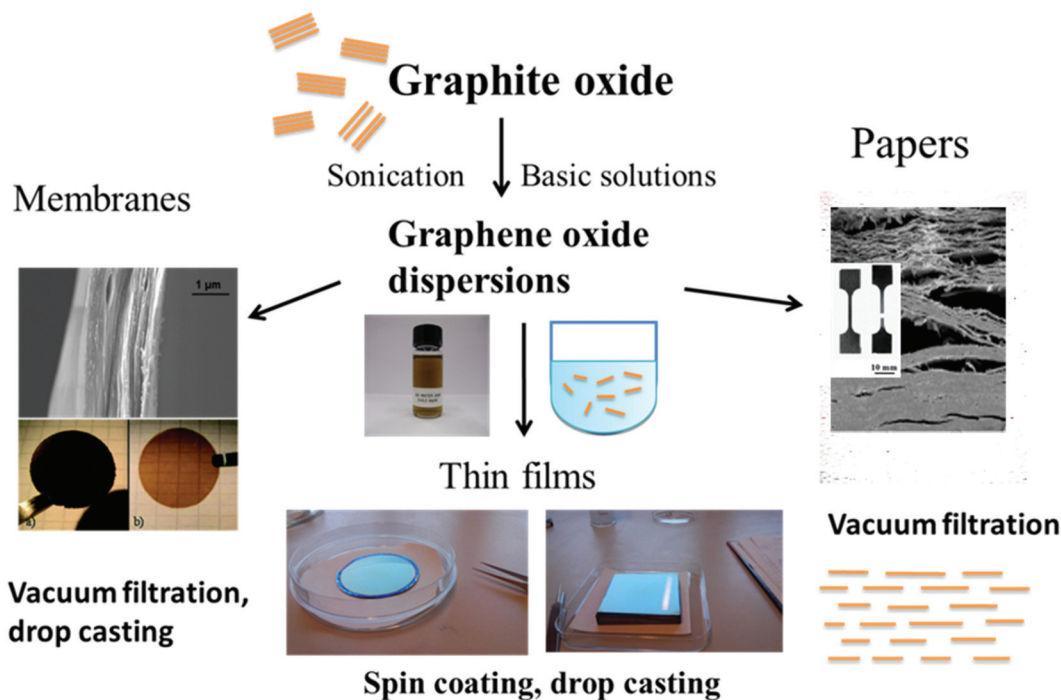 Graphite oxide
Sonication
Basic solutions
Papers
Membranes
Graphene oxide
dispersions
1 µm
10 mm
a)
b)
Thin films
Vacuum filtration
Vacuum filtration,
drop casting
Spin coating, drop casting